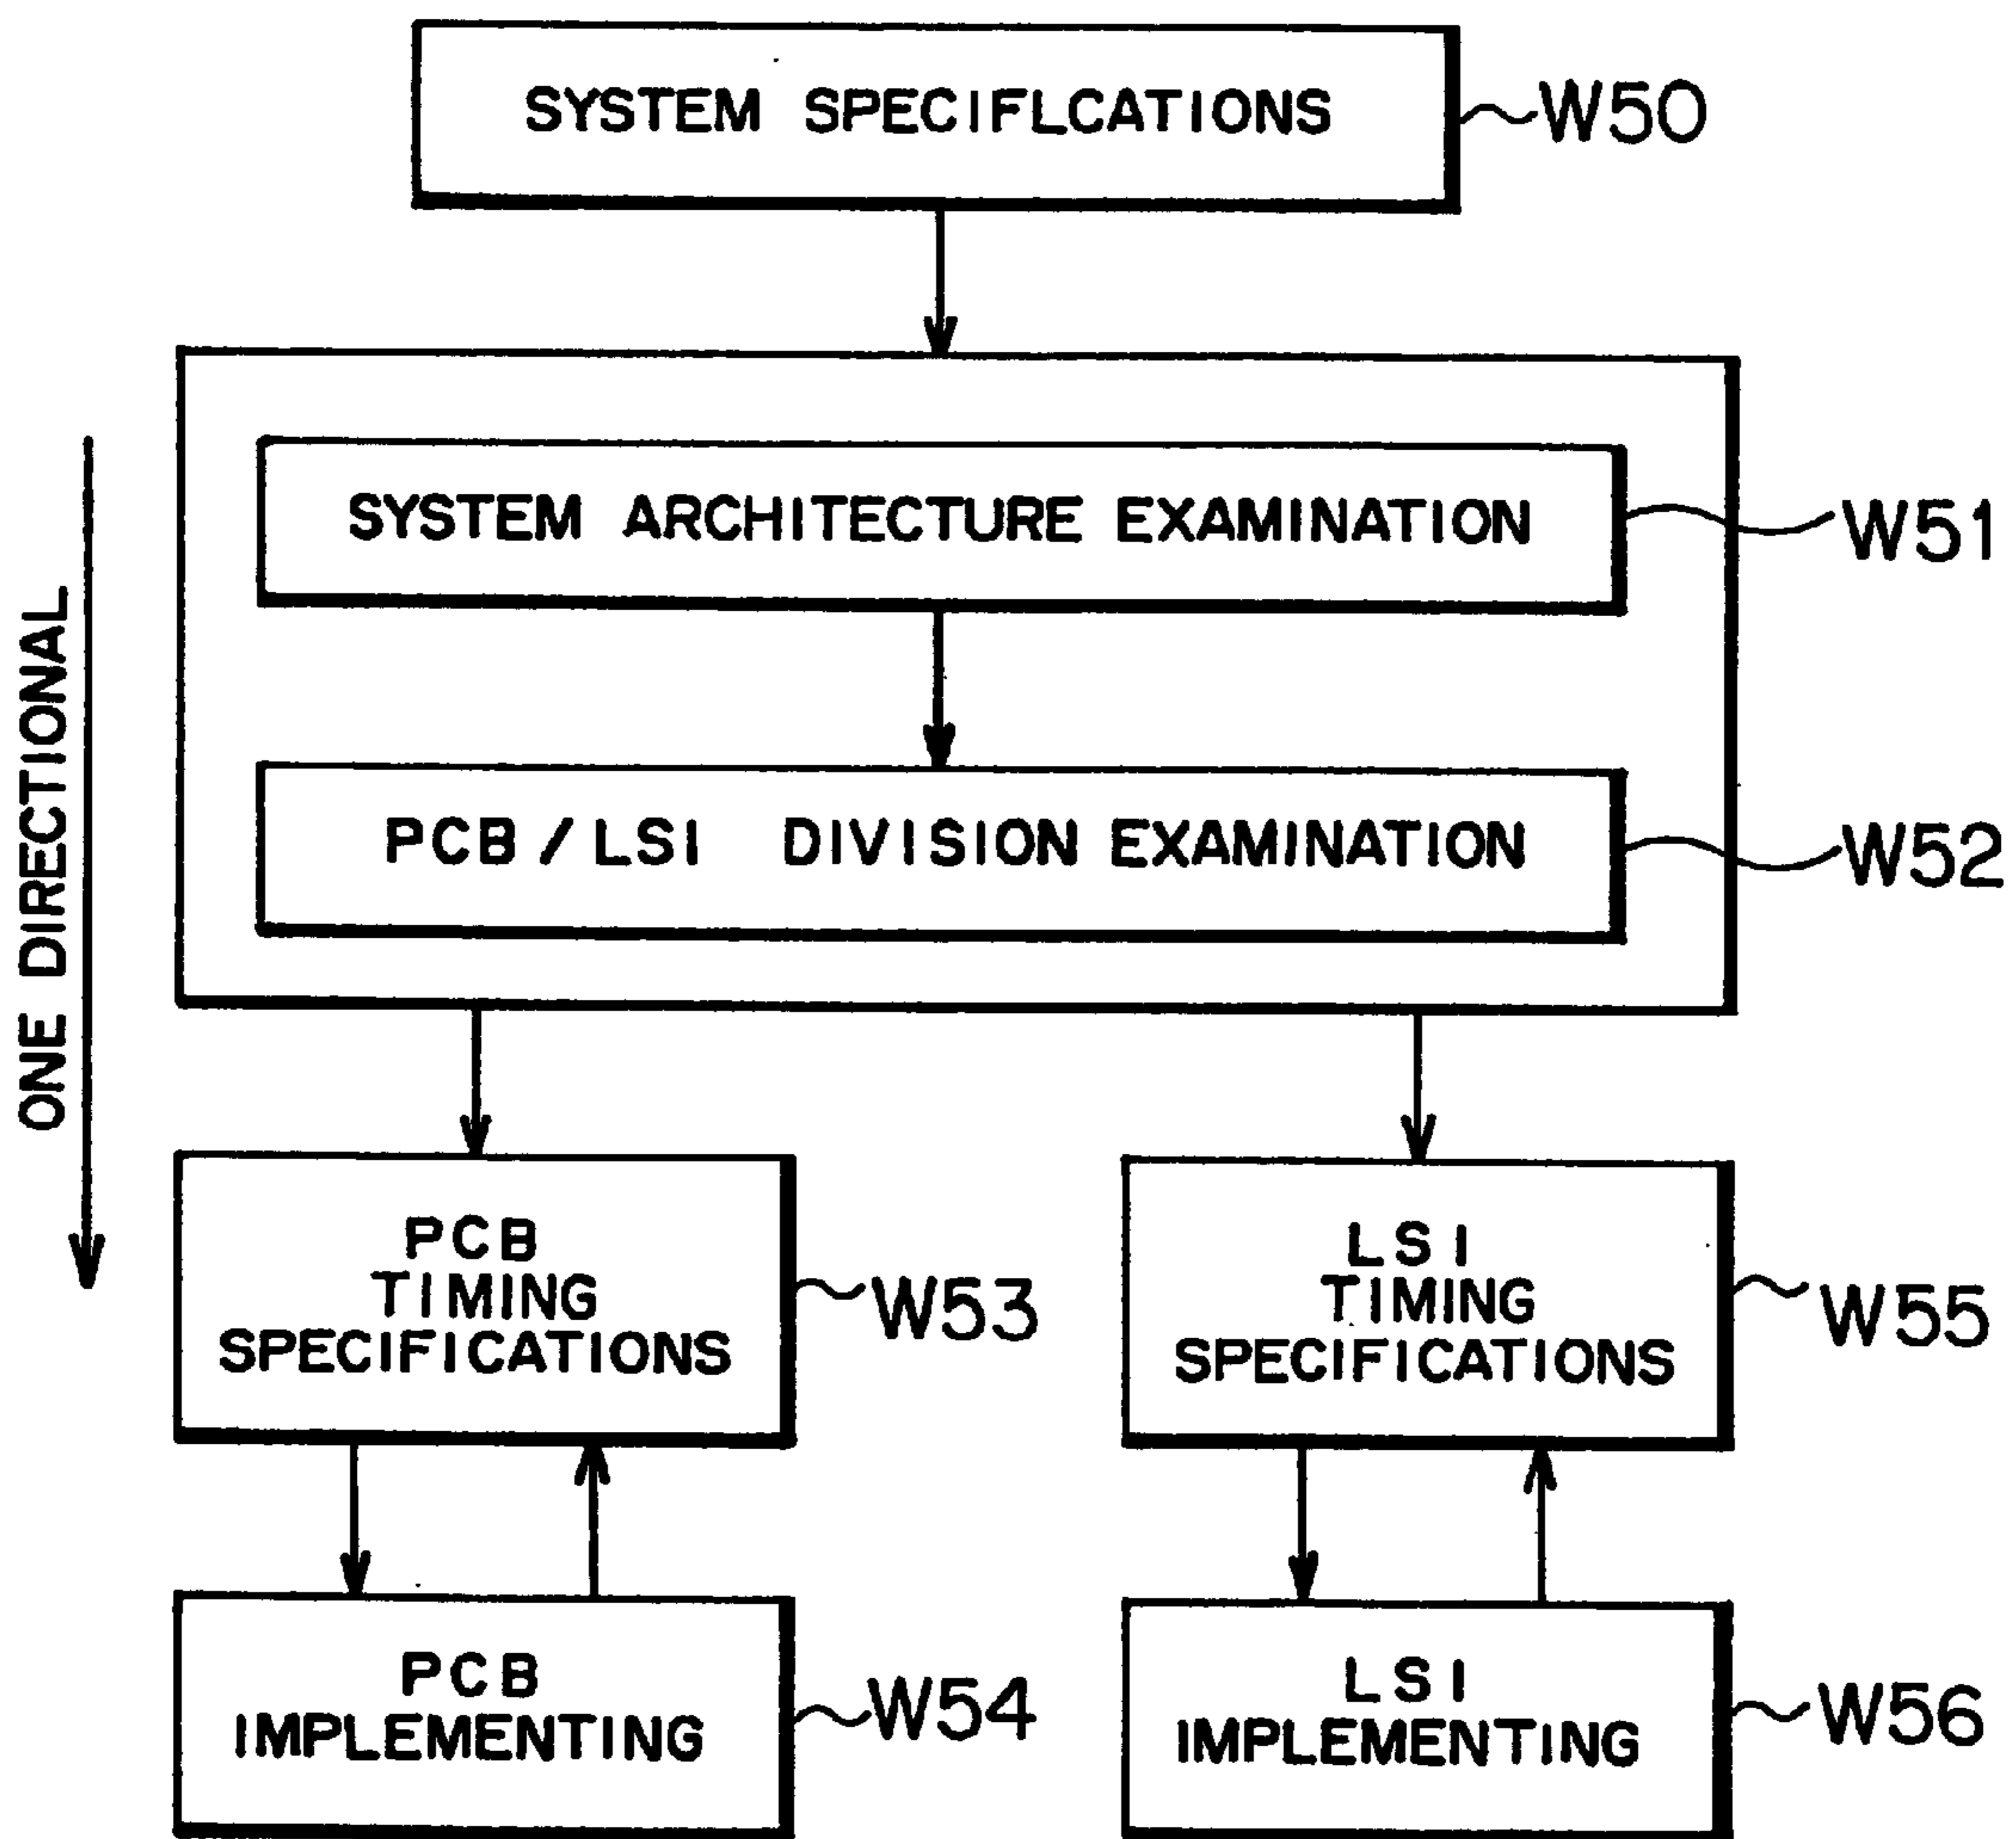 SYSTEM SPECIFLCATIONS
W50
SYSTEM ARCHITECTURE EXAMINATION
W51
PCB/LSI DIVISION EXAMINATION
W52
ONE DIRECTIONAL
PCB
TIMING
SPECIFICATIONS
W53
LSI
TIMING
SPECIFICATIONS
W55
PCB
IMPLEMENTING
W54
LSI
IMPLEMENTING
W56